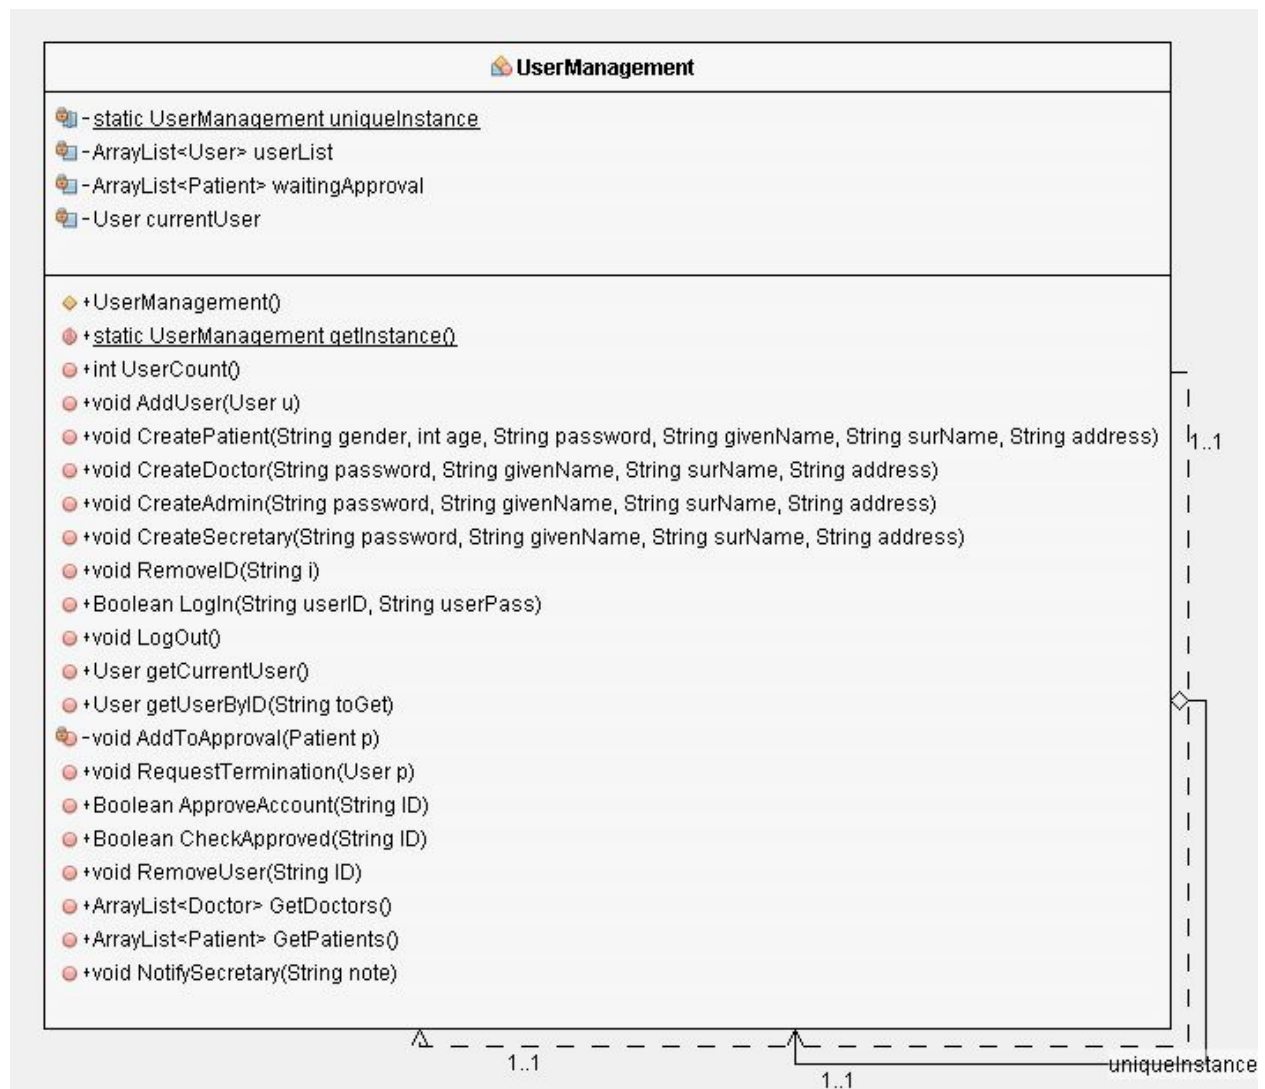 UserManagement
-static UserManagement uniqueInstance
-ArrayList<User> userList
-ArrayList<Patient> waitingApproval
-User currentUser
+UserManagement()
+static UserManagement getInstance()
+int UserCount()
+void AddUser(User u)
+void CreatePatient(String gender, int age, String password, String givenName, String surName, String address)
1..1
+void CreateDoctor(String password, String givenName, String surName, String address)
+void CreateAdmin(String password, String givenName, String surName, String address)
+void CreateSecretary(String password, String givenName, String surName, String address)
+void RemoveID(String i)
+Boolean LogIn(String userID, String userPass)
+void LogOut()
+User getCurrentUser()
+User getUserByID(String toGet)
-void AddToApproval(Patient p)
+void RequestTermination(User p)
+Boolean ApproveAccount(String ID)
+Boolean CheckApproved(String ID)
+void RemoveUser(String ID)
+ArrayList<Doctor> GetDoctors()
+ArrayList<Patient> GetPatients()
+void NotifySecretary(String note)
1..1
uniqueInstance
1..1